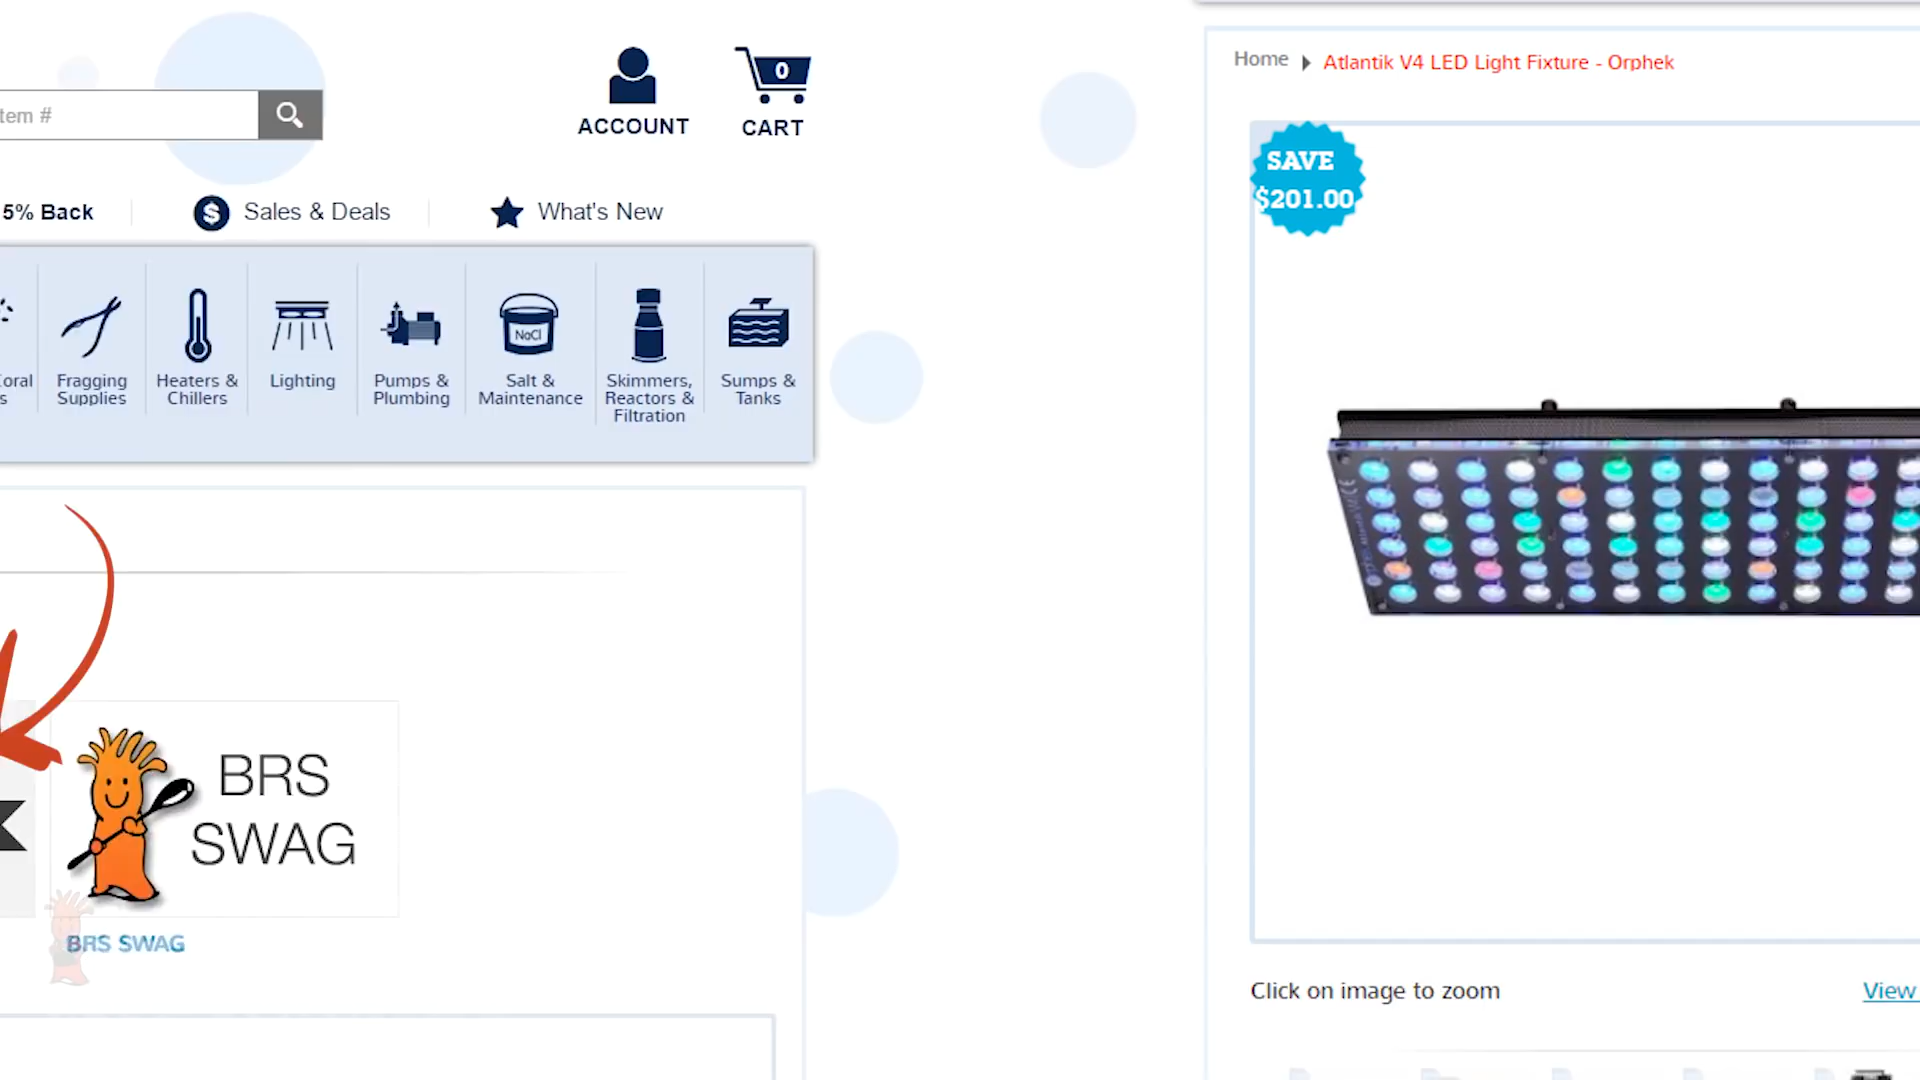 tem #
ACCOUNT
0
CART
5% Back
Sales & Deals
What's New
oral
s
Fragging
Supplies
Heaters &
Chillers
Lighting
Pumps &
Plumbing
NaCl
Salt &
Maintenance
Skimmers,
Reactors &
Filtration
Sumps &
Tanks
BRS
SWAG
BRS SWAG
Home
Atlantik V4 LED Light Fixture - Orphek
SAVE
$201.00
Click on image to zoom
View